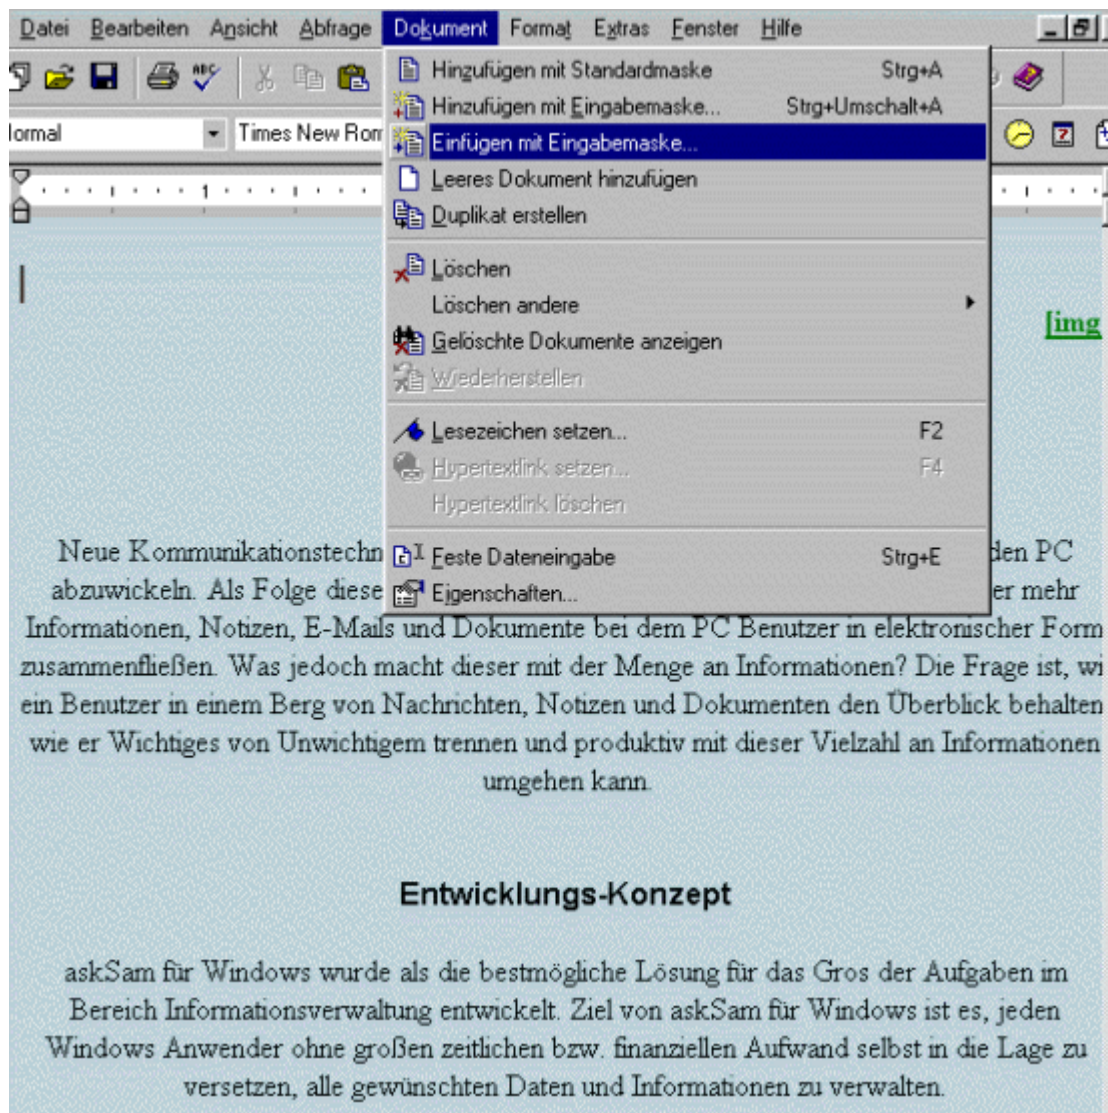 Datei Bearbeiten Ansicht Abfrage Dokument Format Extras Fenster Hilfe
Times New Rom
Hinzufügen mit Standardmaske Strg+A
Hinzufügen mit Eingabemaske... Strg+Umschalt+A
Einfügen mit Eingabemaske...
Leeres Dokument hinzufügen
Duplikat erstellen
Löschen
Löschen andere
Gelöschte Dokumente anzeigen
Wiederherstellen
Lesezeichen setzen... F2
Hypertextlink setzen... F4
Hypertextlink löschen
Feste Dateneingabe Strg+E
Eigenschaften...
1
[img
Neue Kommunikationstechn den PC
abzuwickeln. Als Folge diese er mehr
Informationen, Notizen, E-Mails und Dokumente bei dem PC Benutzer in elektronischer Form
zusammenfließen. Was jedoch macht dieser mit der Menge an Informationen? Die Frage ist, wi
ein Benutzer in einem Berg von Nachrichten, Notizen und Dokumenten den Überblick behalten
wie er Wichtiges von Unwichtigem trennen und produktiv mit dieser Vielzahl an Informationen
umgehen kann.
Entwicklungs-Konzept
askSam für Windows wurde als die bestmögliche Lösung für das Gros der Aufgaben im
Bereich Informationsverwaltung entwickelt. Ziel von askSam für Windows ist es, jeden
Windows Anwender ohne großen zeitlichen bzw. finanziellen Aufwand selbst in die Lage zu
versetzen, alle gewünschten Daten und Informationen zu verwalten.